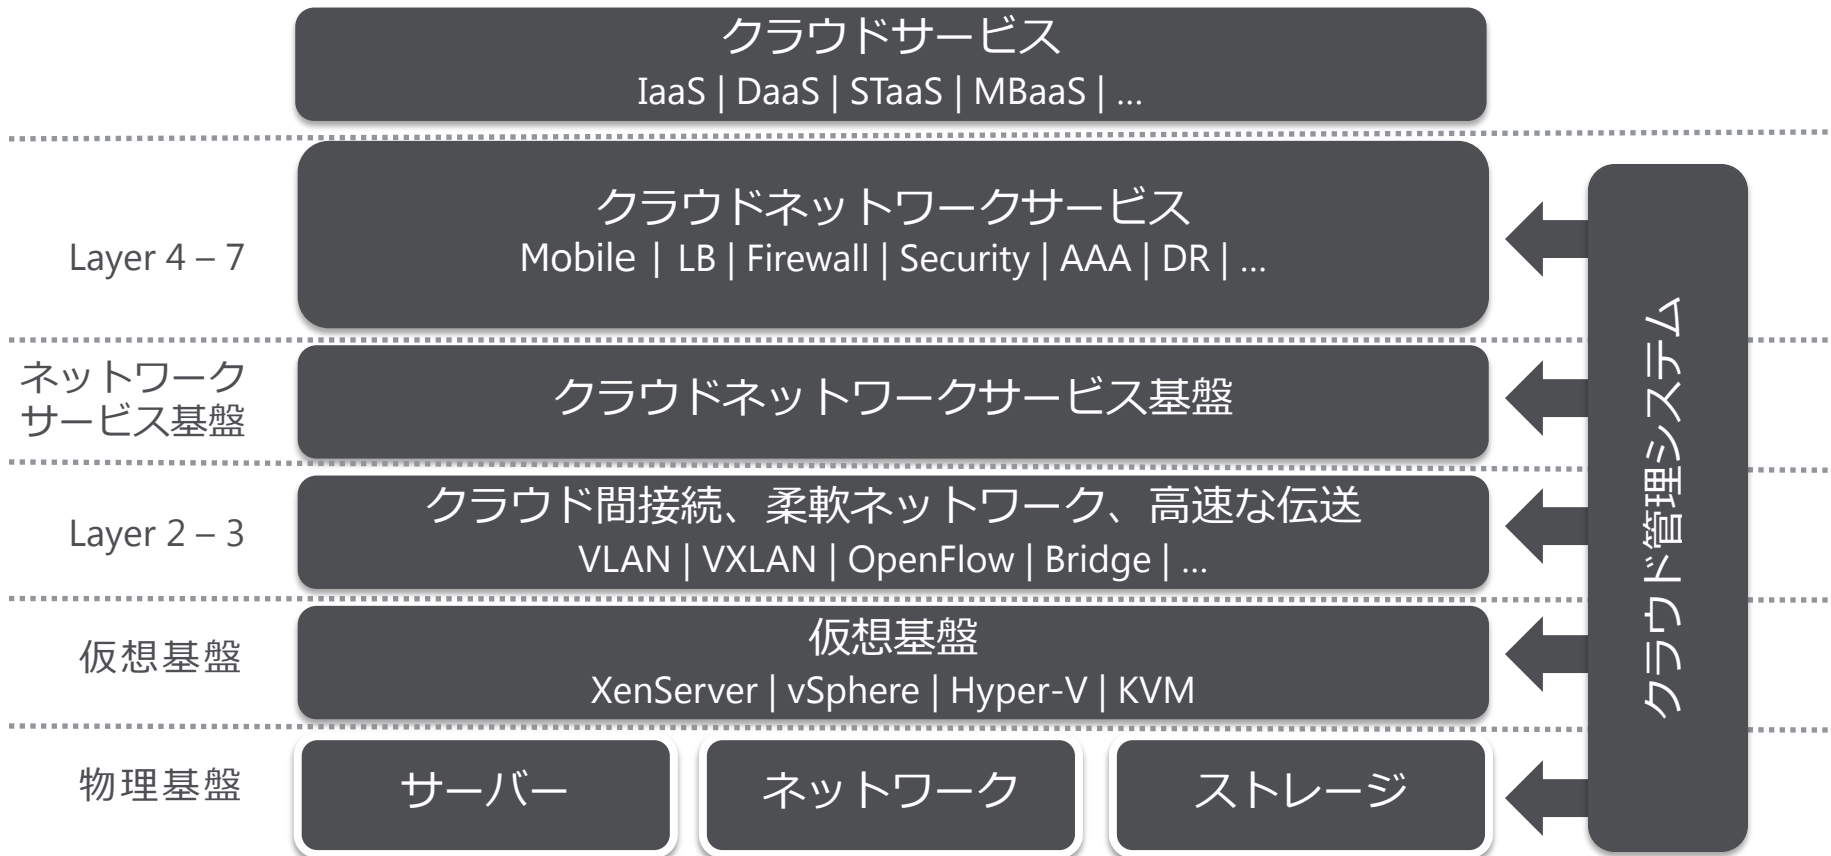 クラウドサービス
IaaS | DaaS | STaaS | MBaaS | ...
Layer 4 – 7
クラウドネットワークサービス
Mobile | LB | Firewall | Security | AAA | DR | ...
ネットワーク
サービス基盤
クラウドネットワークサービス基盤
Layer 2 – 3
クラウド間接続、柔軟ネットワーク、高速な伝送
VLAN | VXLAN | OpenFlow | Bridge | ...
仮想基盤
仮想基盤
XenServer | vSphere | Hyper-V | KVM
物理基盤
サーバー
ネットワーク
ストレージ
クラウド管理システム